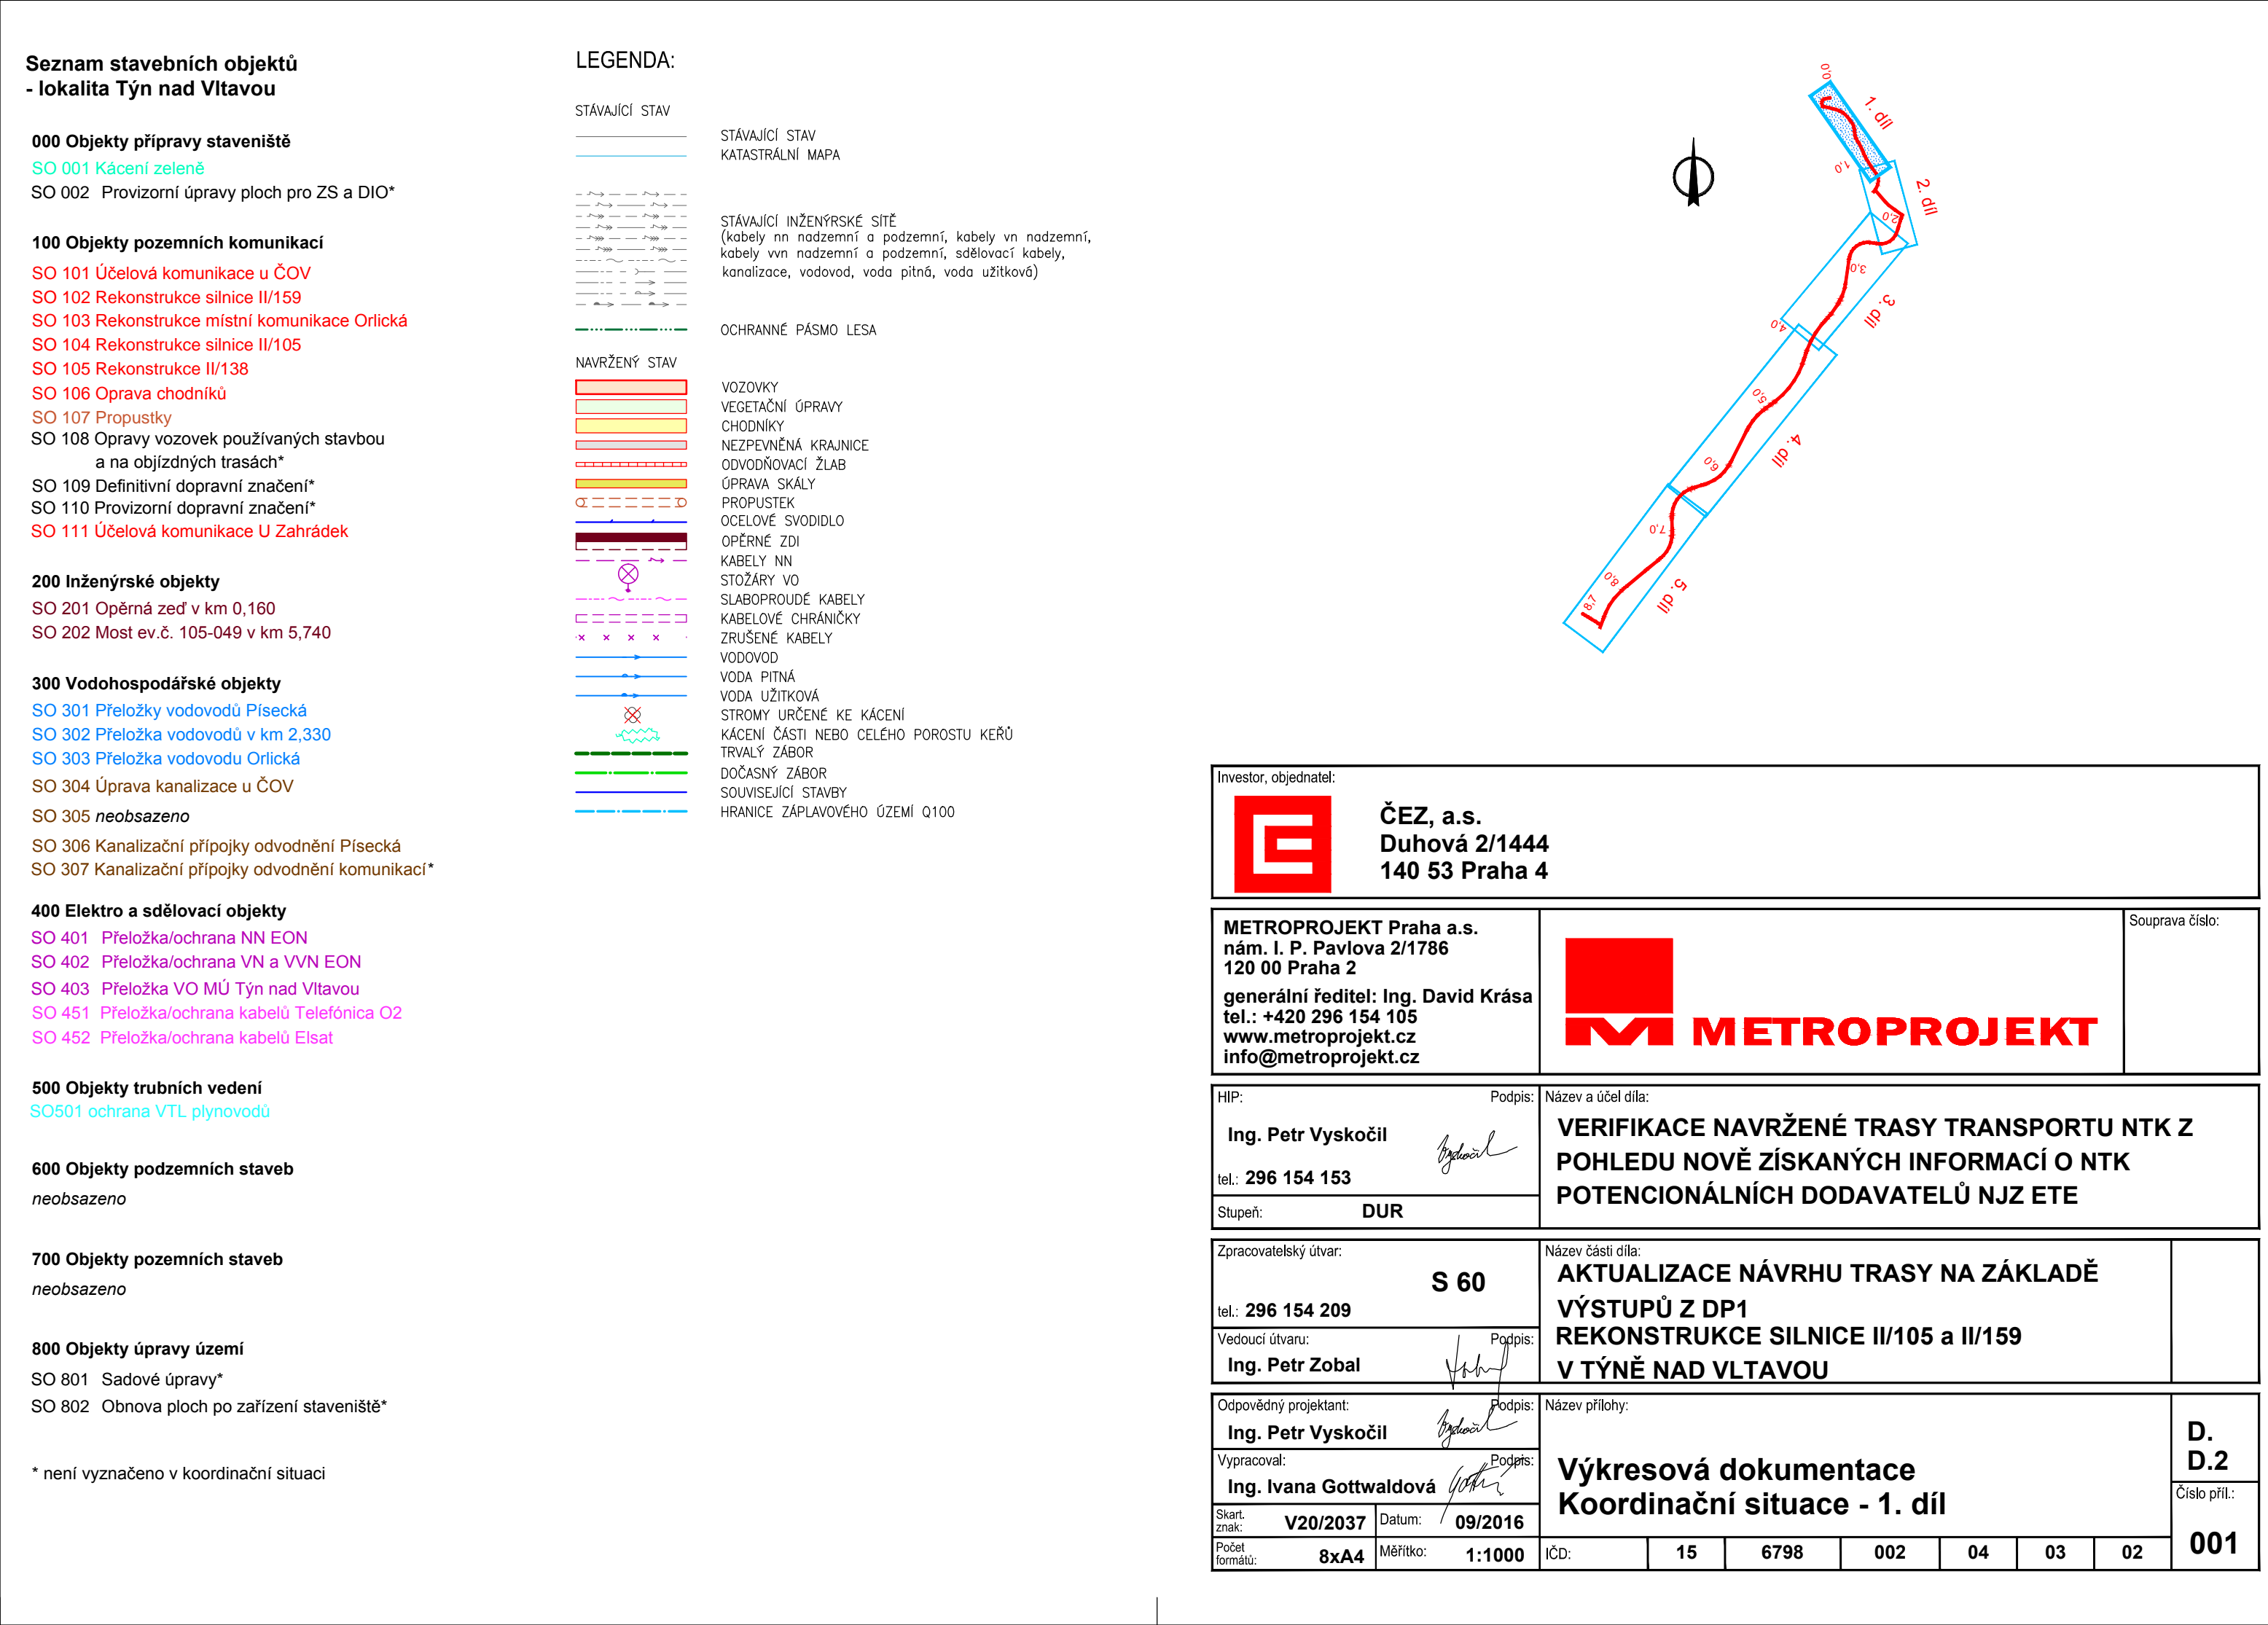 Seznam stavebních objektů
- lokalita Týn nad Vltavou
000 Objekty přípravy staveniště
SO 001 Kácení zeleně
SO 002 Provizorní úpravy ploch pro ZS a DIO*
100 Objekty pozemních komunikací
SO 101 Účelová komunikace u ČOV
SO 102 Rekonstrukce silnice II/159
SO 103 Rekonstrukce místní komunikace Orlická
SO 104 Rekonstrukce silnice II/105
SO 105 Rekonstrukce II/138
SO 106 Oprava chodníků
SO 107 Propustky
SO 108 Opravy vozovek používaných stavbou
a na objízdných trasách*
SO 109 Definitivní dopravní značení*
SO 110 Provizorní dopravní značení*
SO 111 Účelová komunikace U Zahrádek
200 Inženýrské objekty
SO 201 Opěrná zeď v km 0,160
SO 202 Most ev.č. 105-049 v km 5,740
300 Vodohospodářské objekty
SO 301 Přeložky vodovodů Písecká
SO 302 Přeložka vodovodů v km 2,330
SO 303 Přeložka vodovodu Orlická
SO 304 Úprava kanalizace u ČOV
SO 305 neobsazeno
SO 306 Kanalizační přípojky odvodnění Písecká
SO 307 Kanalizační přípojky odvodnění komunikací*
400 Elektro a sdělovací objekty
SO 401 Přeložka/ochrana NN EON
SO 402 Přeložka/ochrana VN a VVN EON
SO 403 Přeložka VO MÚ Týn nad Vltavou
SO 451 Přeložka/ochrana kabelů Telefónica O2
SO 452 Přeložka/ochrana kabelů Elsat
500 Objekty trubních vedení
SO501 ochrana VTL plynovodů
600 Objekty podzemních staveb
neobsazeno
700 Objekty pozemních staveb
neobsazeno
800 Objekty úpravy území
SO 801 Sadové úpravy*
SO 802 Obnova ploch po zařízení staveniště*
* není vyznačeno v koordinační situaci
LEGENDA:
STÁVAJÍCÍ STAV
STÁVAJÍCÍ STAV
KATASTRÁLNÍ MAPA
STÁVAJÍCÍ INŽENÝRSKÉ SÍTĚ
(kabely nn nadzemní a podzemní, kabely vn nadzemní,
kabely vvn nadzemní a podzemní, sdělovací kabely,
kanalizace, vodovod, voda pitná, voda užitková)
OCHRANNÉ PÁSMO LESA
NAVRŽENÝ STAV
VOZOVKY
VEGETAČNÍ ÚPRAVY
CHODNÍKY
NEZPEVNĚNÁ KRAJNICE
ODVODŇOVACÍ ŽLAB
ÚPRAVA SKÁLY
PROPUSTEK
OCELOVÉ SVODIDLO
OPĚRNÉ ZDI
KABELY NN
STOŽÁRY VO
SLABOPROUDÉ KABELY
KABELOVÉ CHRÁNIČKY
ZRUŠENÉ KABELY
VODOVOD
VODA PITNÁ
VODA UŽITKOVÁ
STROMY URČENÉ KE KÁCENÍ
KÁCENÍ ČÁSTI NEBO CELÉHO POROSTU KEŘŮ
TRVALÝ ZÁBOR
DOČASNÝ ZÁBOR
SOUVISEJÍCÍ STAVBY
HRANICE ZÁPLAVOVÉHO ÚZEMÍ Q100
0,0
1. díl
1,0
2. díl
2,0
3,0
3. díl
4,0
5,0
4. díl
6,0
7,0
8,0
5. díl
8,7
Investor, objednatel:
ČEZ, a.s.
Duhová 2/1444
140 53 Praha 4
METROPROJEKT Praha a.s.
nám. I. P. Pavlova 2/1786
120 00 Praha 2
generální ředitel: Ing. David Krása
tel.: +420 296 154 105
www.metroprojekt.cz
info@metroprojekt.cz
METROPROJEKT
Souprava číslo:
HIP: Podpis:
Ing. Petr Vyskočil
tel.: 296 154 153
Stupeň: DUR
Název a účel díla:
VERIFIKACE NAVRŽENÉ TRASY TRANSPORTU NTK Z
POHLEDU NOVĚ ZÍSKANÝCH INFORMACÍ O NTK
POTENCIONÁLNÍCH DODAVATELŮ NJZ ETE
Zpracovatelský útvar:
S 60
tel.: 296 154 209
Vedoucí útvaru: Podpis:
Ing. Petr Zobal
Název části díla:
AKTUALIZACE NÁVRHU TRASY NA ZÁKLADĚ
VÝSTUPŮ Z DP1
REKONSTRUKCE SILNICE II/105 a II/159
V TÝNĚ NAD VLTAVOU
Odpovědný projektant: Podpis:
Ing. Petr Vyskočil
Vypracoval: Podpis:
Ing. Ivana Gottwaldová
Skart. znak: V20/2037 Datum: 09/2016
Počet formátů: 8xA4 Měřítko: 1:1000
Název přílohy:
Výkresová dokumentace
Koordinační situace - 1. díl
IČD: 15 6798 002 04 03 02
D.
D.2
Číslo příl.:
001